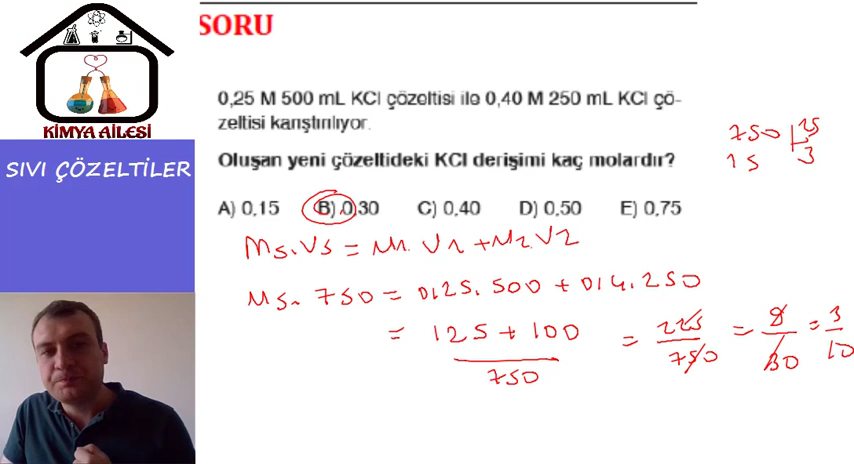 SORU
KİMYA AİLESİ
SIVI ÇÖZELTİLER
0,25 M 500 mL KCl çözeltisi ile 0,40 M 250 mL KCl çö-
zeltisi karıştırılıyor.
Oluşan yeni çözeltideki KCl derişimi kaç molardır?
A) 0,15 B) 0,30 C) 0,40 D) 0,50 E) 0,75
Ms.Vs = M1.V1 + M2.V2
Ms. 750 = 0,25. 500 + 0,4. 250
= 125 + 100
750
= 225/750 = 9/30 = 3/10
750 25
75 3